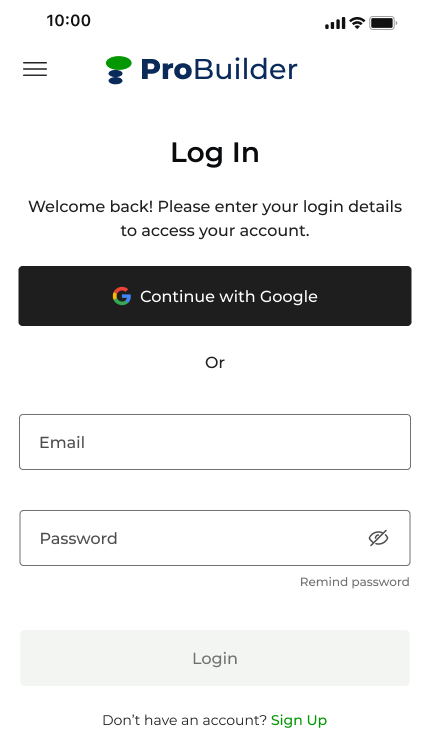 10:00
ProBuilder
Log In
Welcome back! Please enter your login details
to access your account.
Continue with Google
Or
Email
Password
Remind password
Login
Don’t have an account? Sign Up